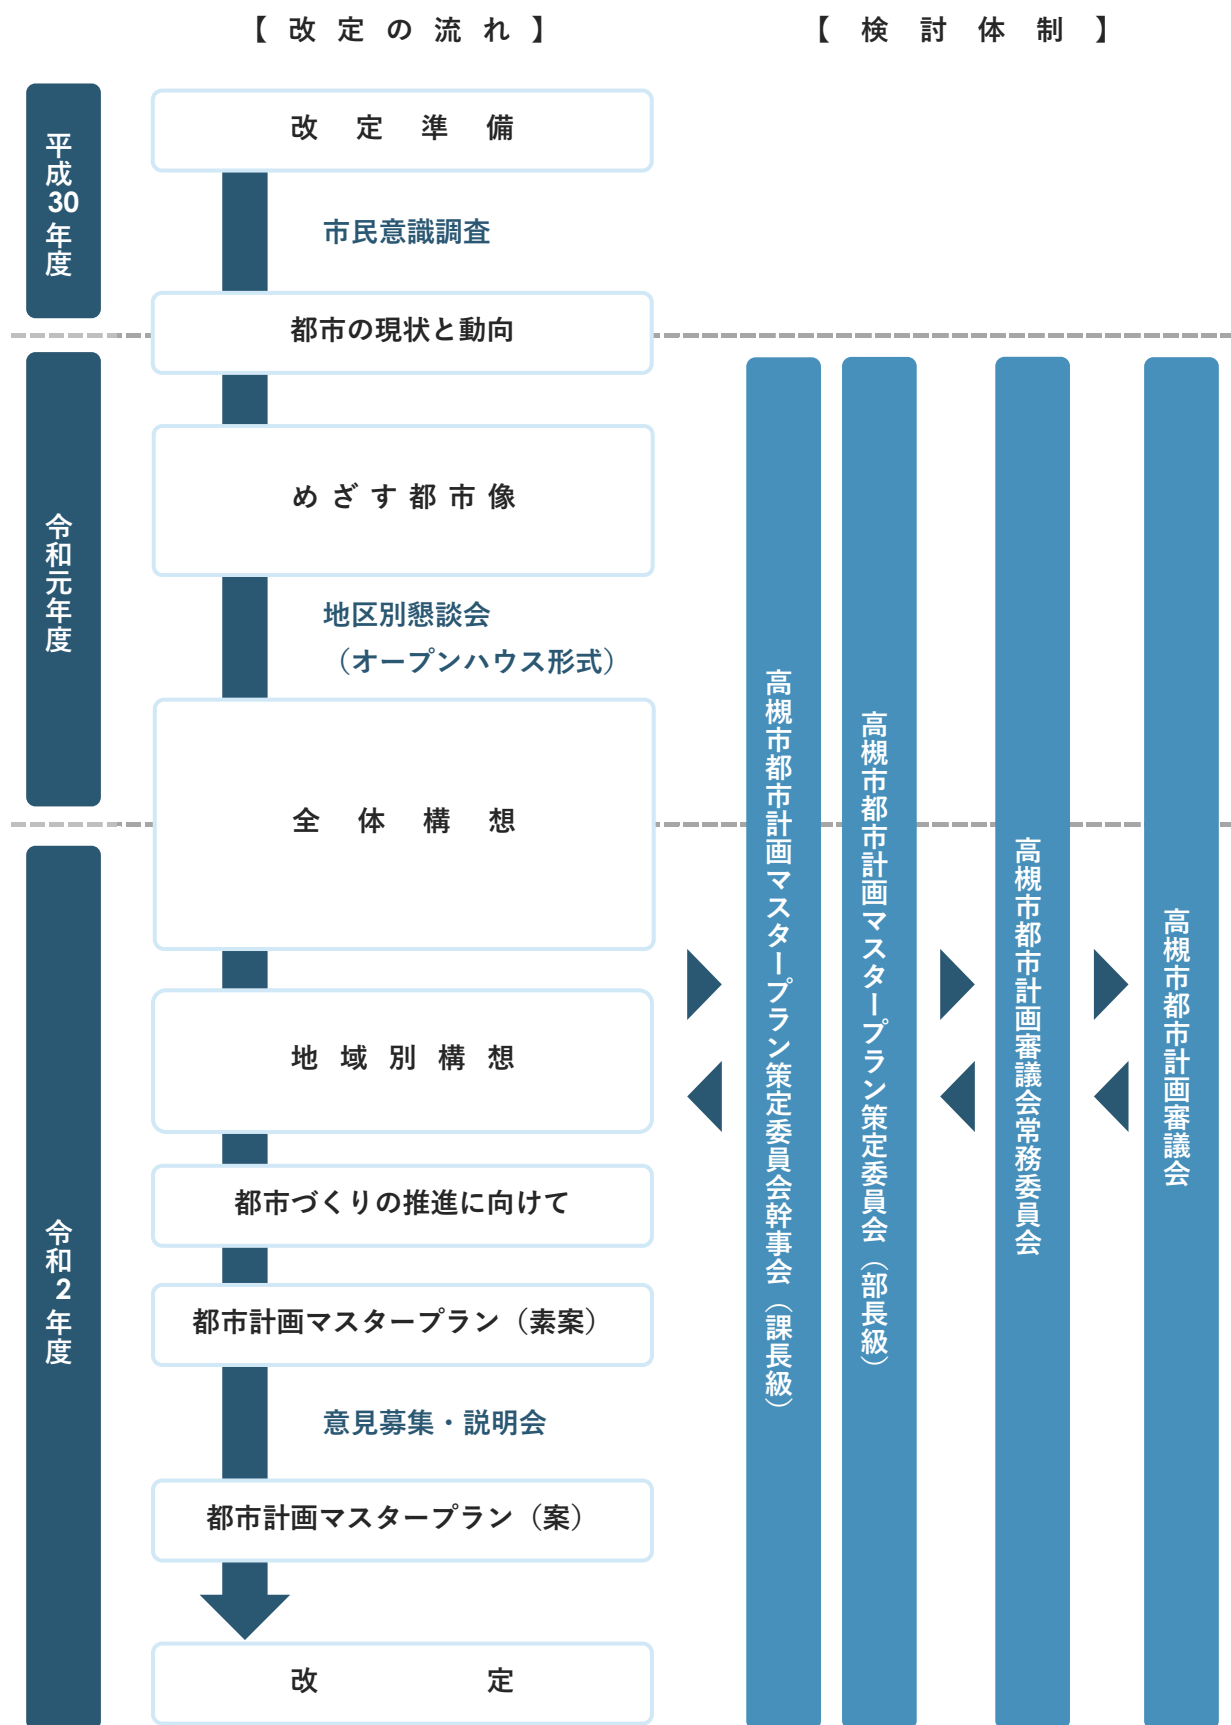 【改定の流れ】
【検討体制】
平成30年度
改定準備
市民意識調査
都市の現状と動向
令和元年度
めざす都市像
地区別懇談会
（オープンハウス形式）
全体構想
令和2年度
地域別構想
都市づくりの推進に向けて
都市計画マスタープラン（素案）
意見募集・説明会
都市計画マスタープラン（案）
改定
高槻市都市計画マスタープラン策定委員会幹事会（課長級）
高槻市都市計画マスタープラン策定委員会（部長級）
高槻市都市計画審議会常務委員会
高槻市都市計画審議会